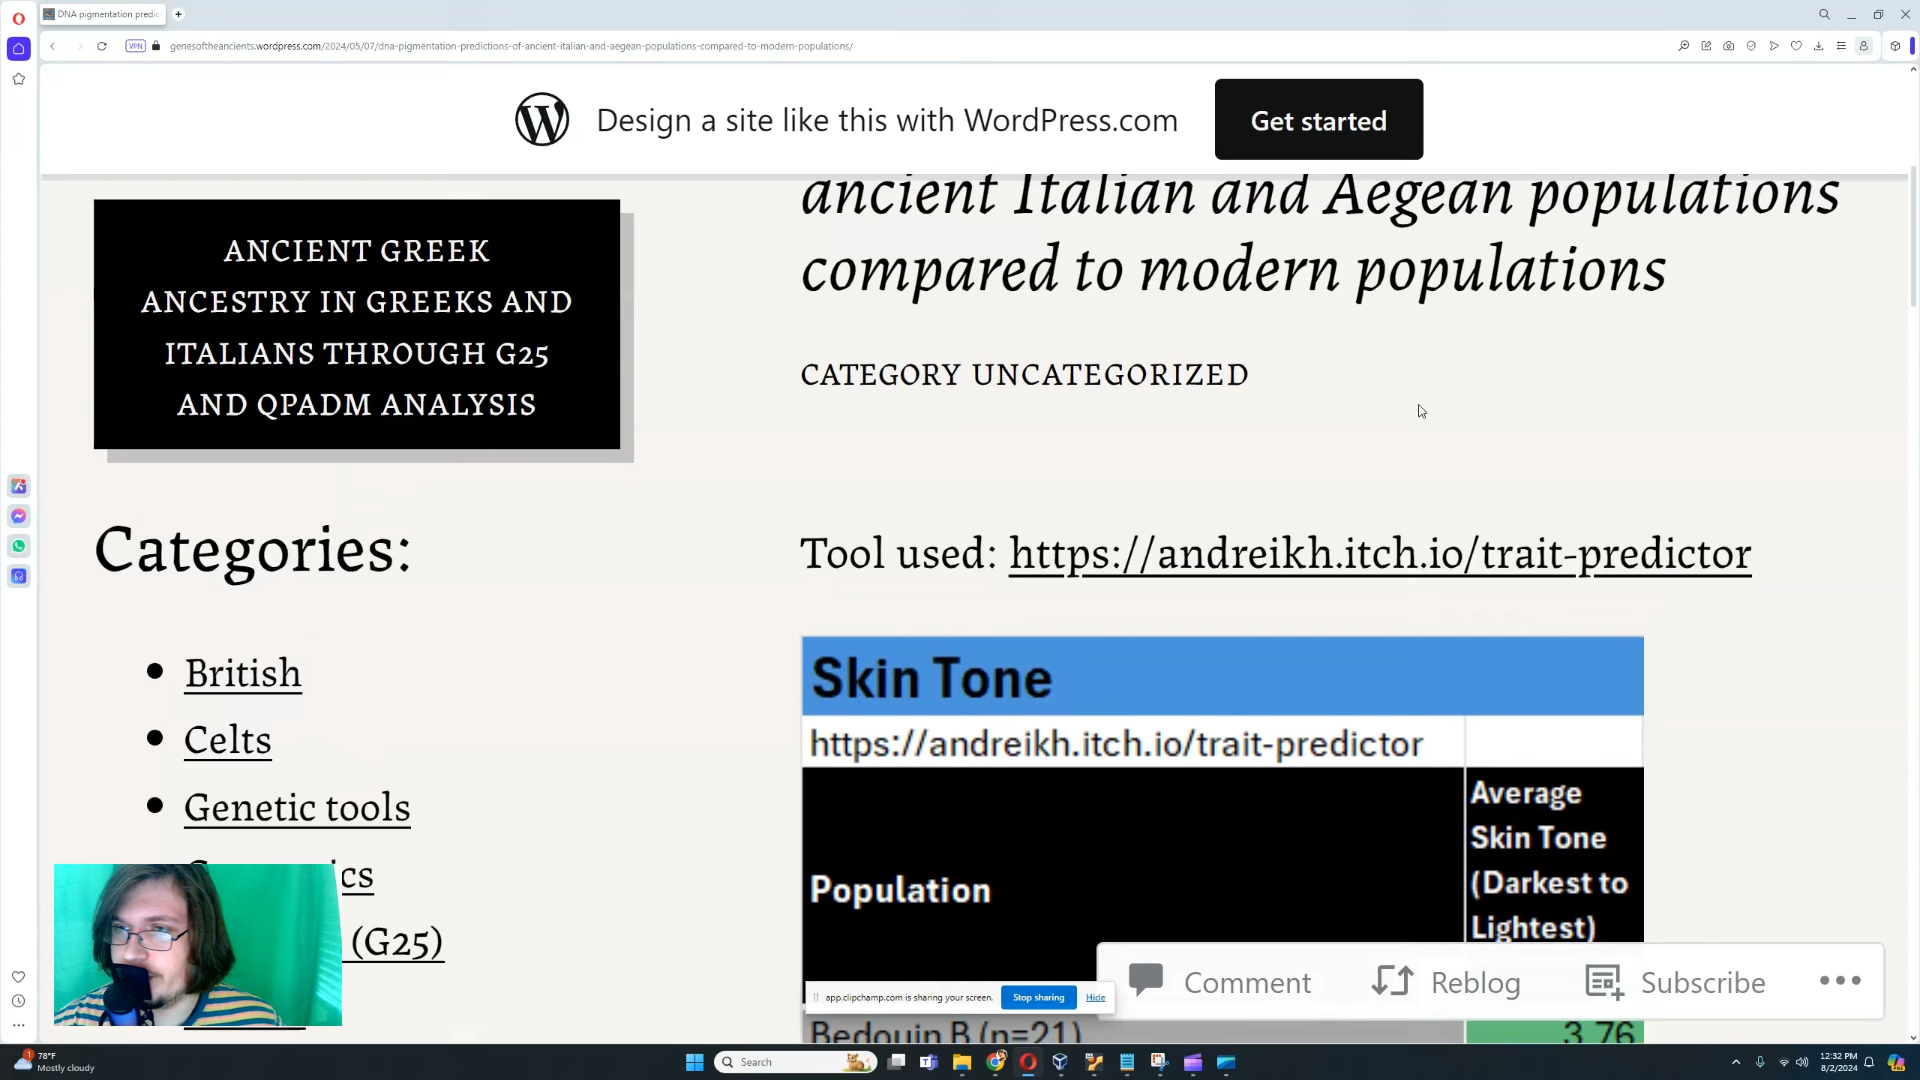 DNA pigmentation predic
VPN
genesoftheancients.wordpress.com/2024/05/07/dna-pigmentation-predictions-of-ancient-italian-and-aegean-populations-compared-to-modern-populations/
Design a site like this with WordPress.com
Get started
ancient Italian and Aegean populations
compared to modern populations
CATEGORY UNCATEGORIZED
ANCIENT GREEK
ANCESTRY IN GREEKS AND
ITALIANS THROUGH G25
AND QPADM ANALYSIS
Categories:
British
Celts
Genetic tools
cs
(G25)
Tool used: https://andreikh.itch.io/trait-predictor
Skin Tone
https://andreikh.itch.io/trait-predictor
Population
Average
Skin Tone
(Darkest to
Lightest)
Bedouin B (n=21)
3.76
Comment
Reblog
Subscribe
app.clipchamp.com is sharing your screen.
Stop sharing
Hide
1
78°F
Mostly cloudy
Search
12:32 PM
8/2/2024